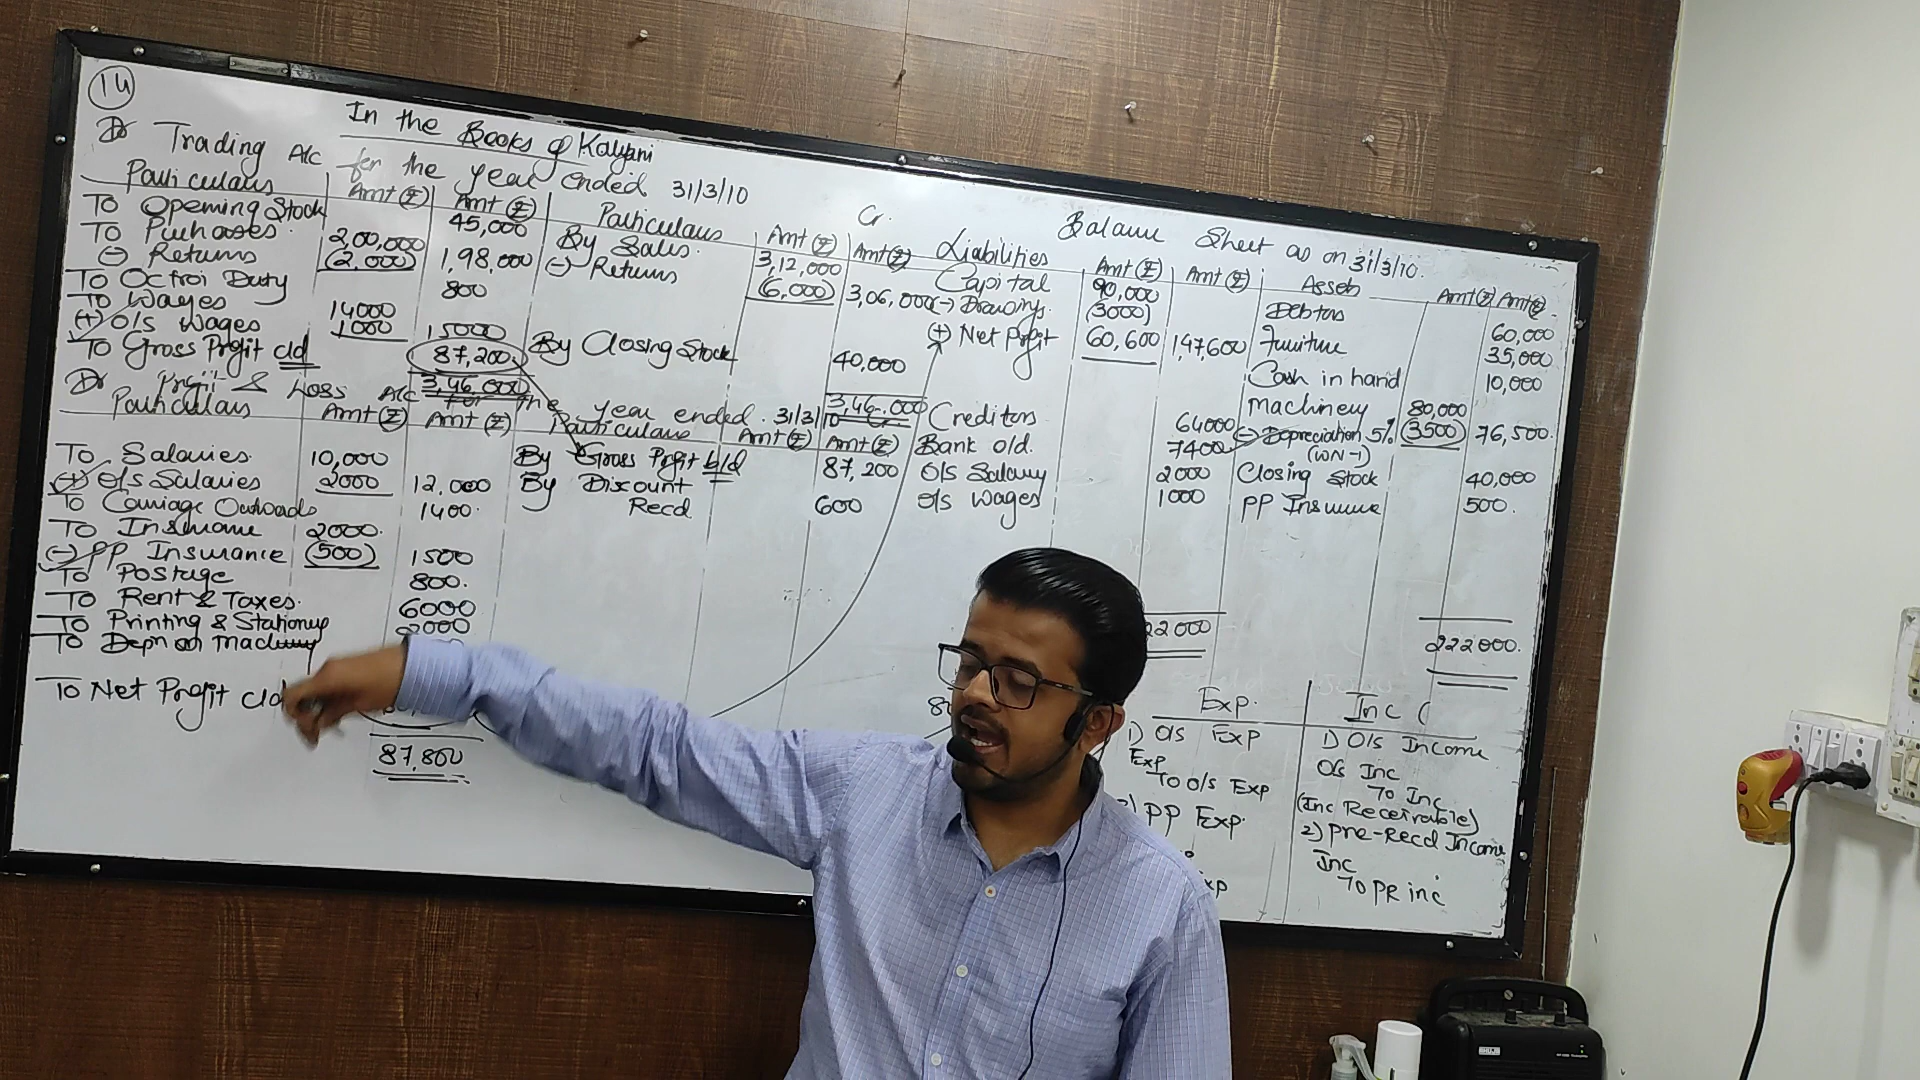 14
In the Books of Kalyani
Dr Trading A/c for the year ended 31/3/10 Cr.
Particulars Amt (₹) Amt (₹) Particulars Amt (₹) Amt (₹)
To Opening Stock 45,000 By Sales. 3,12,000
To Purchases. 2,00,000 (-) Returns (6,000) 3,06,000
(-) Returns (2,000) 1,98,000
To Octroi Duty 800
To Wages 14000
(+) O/s Wages 1000 15000 By Closing Stock 40,000
To Gross Profit c/d 87,200
3,46,000 3,46,000
Dr Profit & Loss A/c for the year ended. 31/3/10
Particulars Amt (₹) Amt (₹) Particulars Amt (₹) Amt (₹)
To Salaries 10,000 By Gross Profit b/d 87,200
(+) O/s Salaries 2000 12,000 By Discount
To Carriage Outwards 1400. Recd 600
To Insurance 2000.
(-) PP Insurance (500) 1500
To Postage 800.
To Rent & Taxes. 6000
To Printing & Stationery 2000
To Depn on Machinery
To Net Profit c/d
87,800
Balance Sheet as on 31/3/10.
Liabilities Amt (₹) Amt (₹) Assets Amt (₹) Amt (₹)
Capital 90,000 Debtors 60,000
(-) Drawings. (3000) Furniture 35,000
(+) Net Profit 60,600 1,47,600 Cash in hand 10,000
Creditors 64000 Machinery 80,000
Bank o/d. 7400 (-) Depreciation 5% (3500) 76,500.
(WN-1)
O/s Salary 2000 Closing Stock 40,000
O/s Wages 1000 PP Insurance 500.
22000 222000.
Exp. Inc (
1) O/s Exp 1) O/s Income
Exp O/s Inc
To O/s Exp To Inc
(Inc Receivable)
PP Exp. 2) Pre-Recd Income
Inc
xp To PR inc